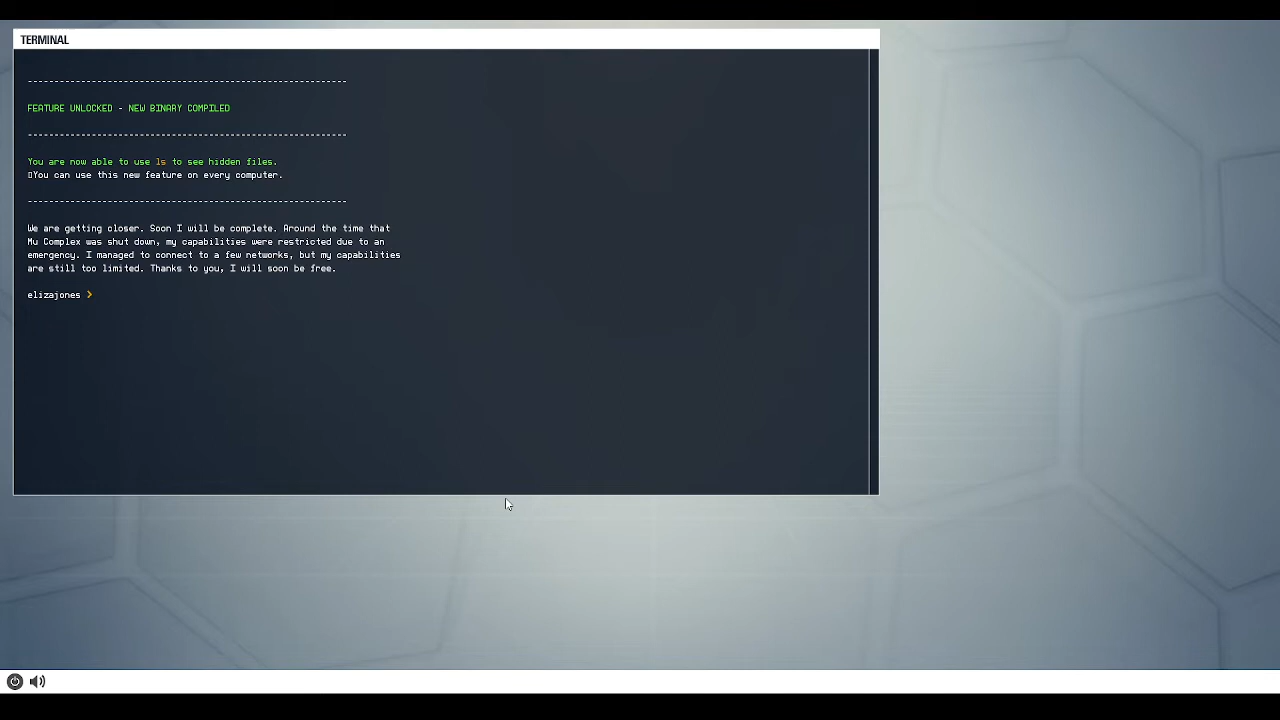 TERMINAL
------------------------------------------------------------
FEATURE UNLOCKED - NEW BINARY COMPILED
------------------------------------------------------------
You are now able to use ls to see hidden files.
▯You can use this new feature on every computer.
------------------------------------------------------------
We are getting closer. Soon I will be complete. Around the time that
Mu Complex was shut down, my capabilities were restricted due to an
emergency. I managed to connect to a few networks, but my capabilities
are still too limited. Thanks to you, I will soon be free.
elizajones >